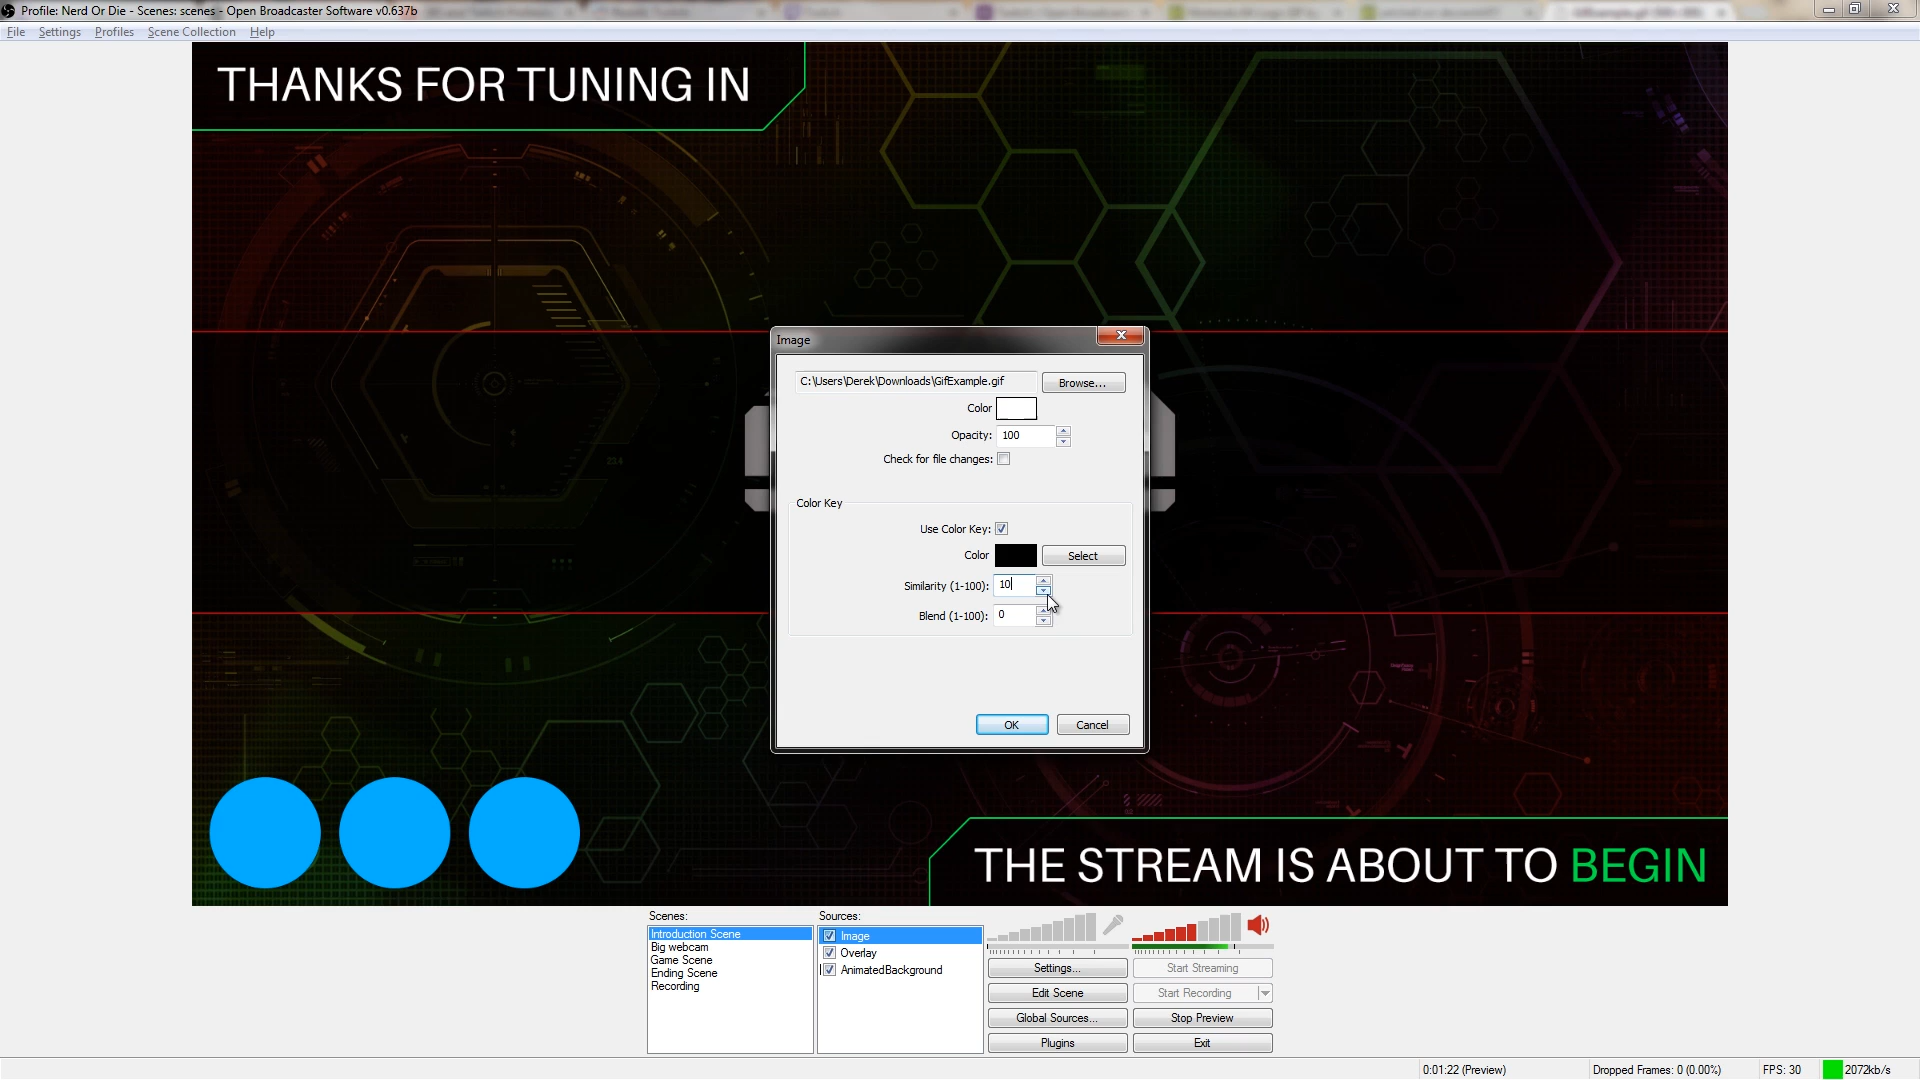 Profile: Nerd Or Die - Scenes: scenes - Open Broadcaster Software v0.637b
File Settings Profiles Scene Collection Help
THANKS FOR TUNING IN
Image
C:\Users\Derek\Downloads\GifExample.gif
Browse...
Color
Opacity: 100
Check for file changes:
Color Key
Use Color Key:
Color
Select
Similarity (1-100): 10
Blend (1-100): 0
OK
Cancel
THE STREAM IS ABOUT TO BEGIN
Scenes:
Introduction Scene
Big webcam
Game Scene
Ending Scene
Recording
Sources:
Image
Overlay
AnimatedBackground
Settings...
Start Streaming
Edit Scene
Start Recording
Global Sources...
Stop Preview
Plugins
Exit
0:01:22 (Preview)
Dropped Frames: 0 (0.00%)
FPS: 30
2072kb/s